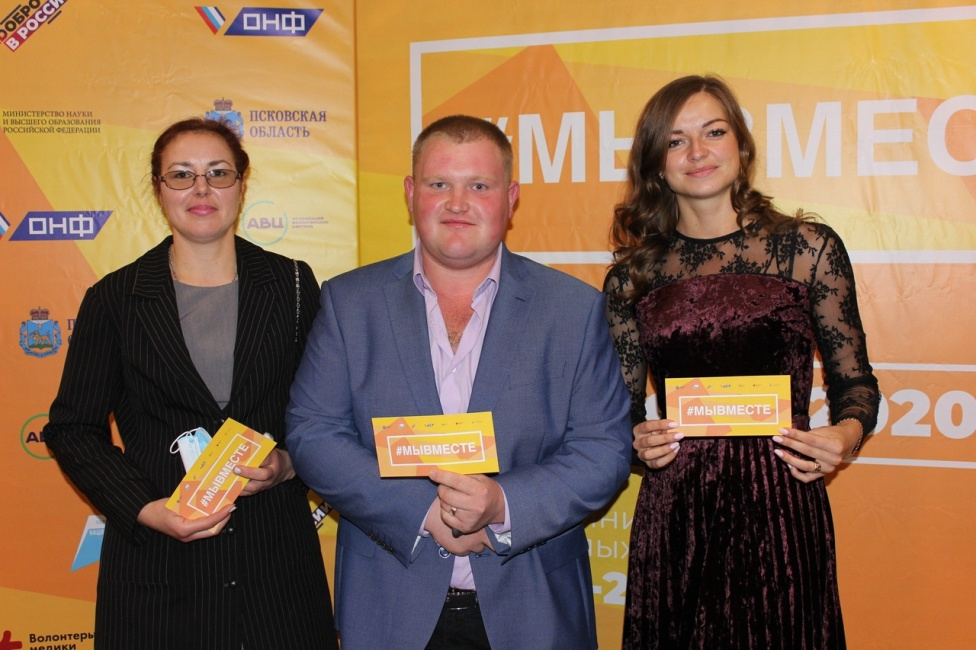 ДОБРО
В РОССИ
ОНФ
МИНИСТЕРСТВО НАУКИ
И ВЫСШЕГО ОБРАЗОВАНИЯ
РОССИЙСКОЙ ФЕДЕРАЦИИ
ПСКОВСКАЯ
ОБЛАСТЬ
#МЫВМЕС
ОНФ
АВЦ
2020
#МЫВМЕСТЕ
#МЫВМЕСТЕ
#МЫВМЕСТЕ
Волонтеры
медики